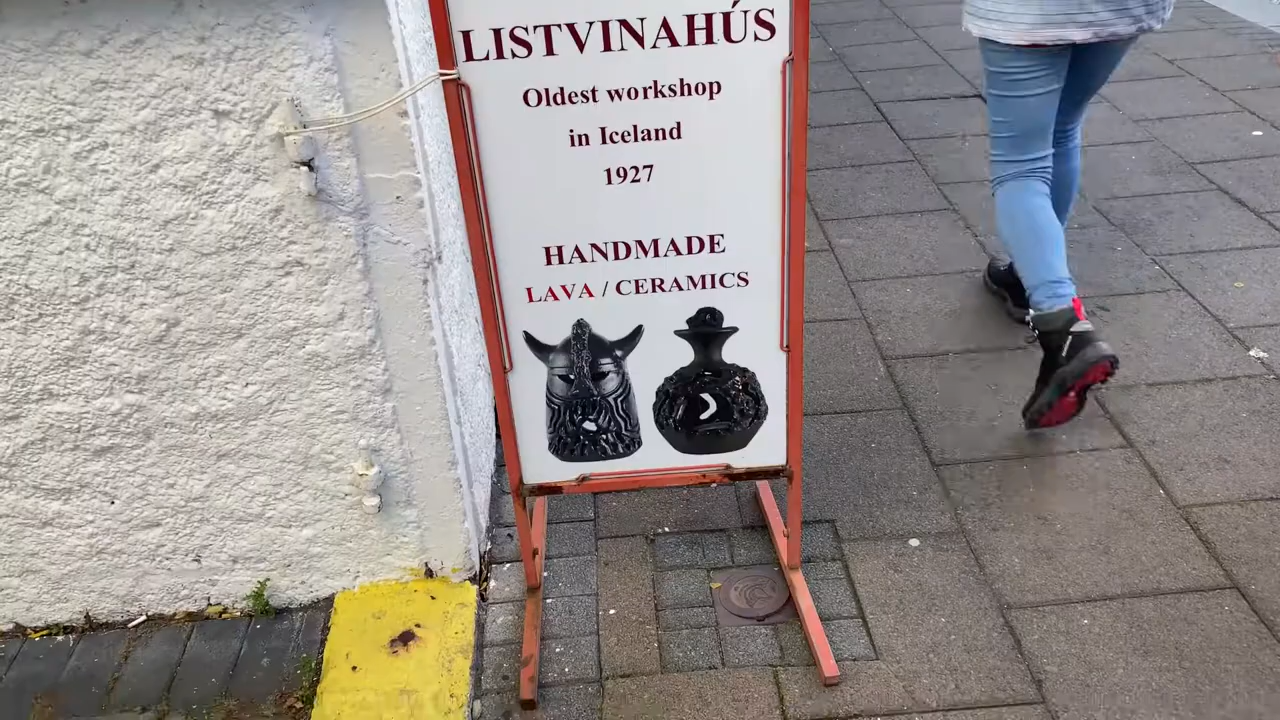 LISTVINAHÚS
Oldest workshop
in Iceland
1927
HANDMADE
LAVA / CERAMICS